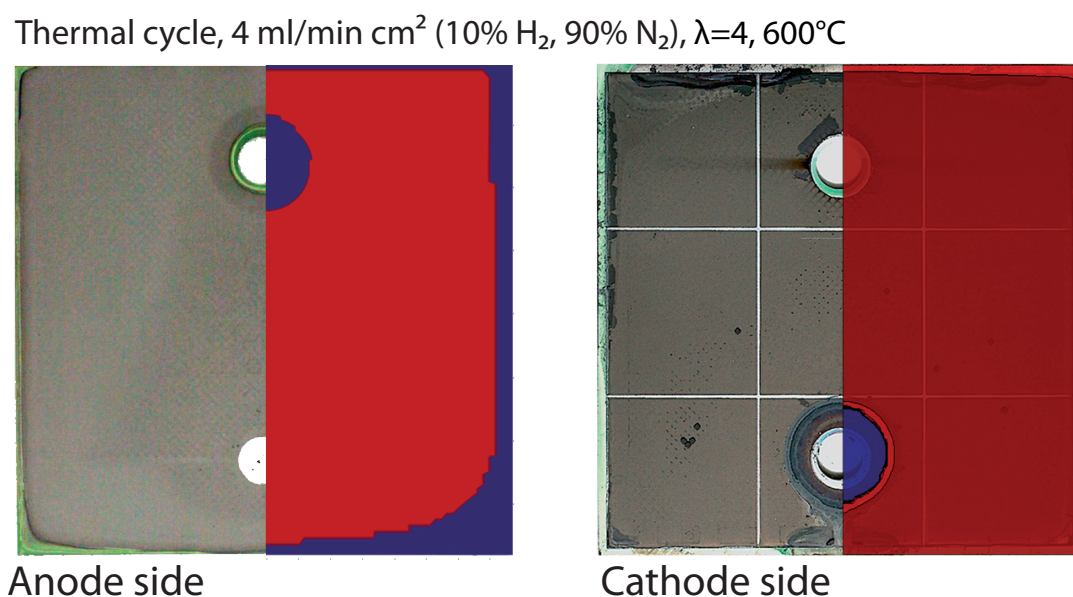 Thermal cycle, 4 ml/min cm² (10% H₂, 90% N₂), λ=4, 600°C
Anode side
Cathode side